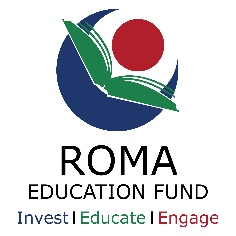 ROMA
EDUCATION FUND
Invest|Educate|Engage